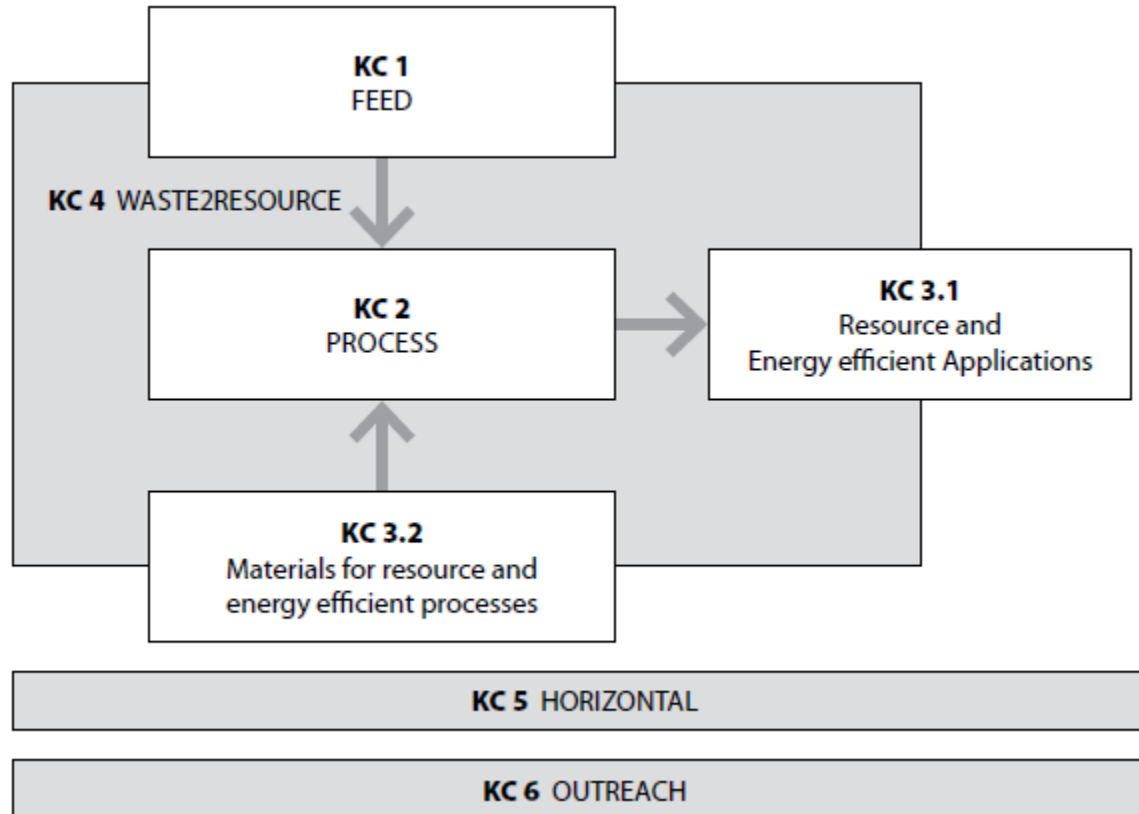 KC 1
FEED
KC 4 WASTE2RESOURCE
KC 2
PROCESS
KC 3.1
Resource and
Energy efficient Applications
KC 3.2
Materials for resource and
energy efficient processes
KC 5 HORIZONTAL
KC 6 OUTREACH